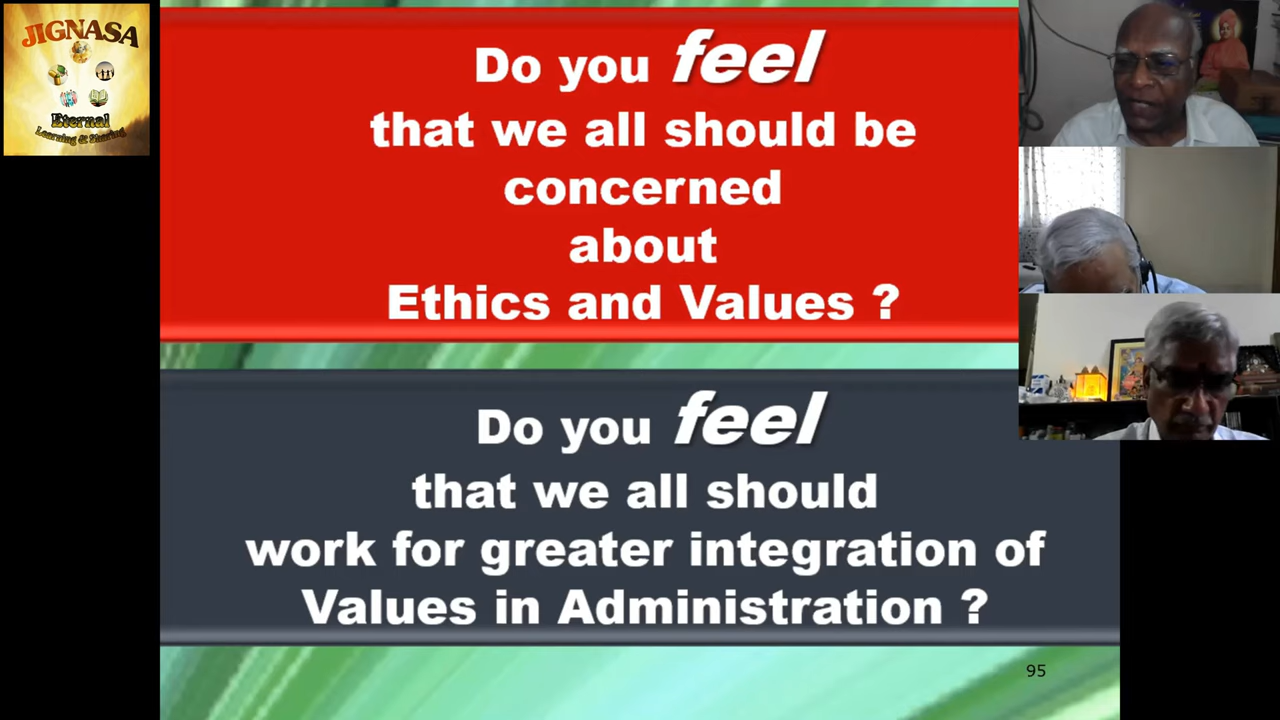 JIGNASA
Eternal
Learning & Sharing
Do you feel
that we all should be
concerned
about
Ethics and Values ?
Do you feel
that we all should
work for greater integration of
Values in Administration ?
95